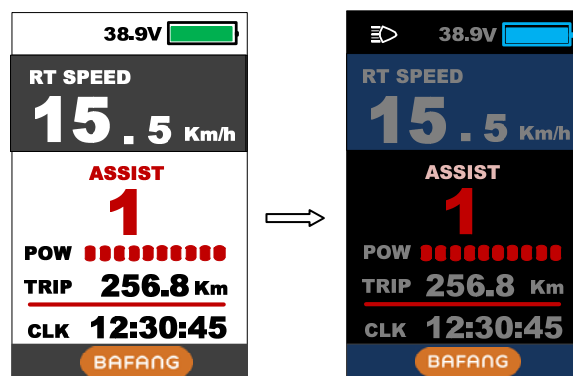 38.9V
RT SPEED
15.5 Km/h
ASSIST
1
POW
TRIP 256.8 Km
CLK 12:30:45
BAFANG
38.9V
RT SPEED
15.5 Km/h
ASSIST
1
POW
TRIP 256.8 Km
CLK 12:30:45
BAFANG